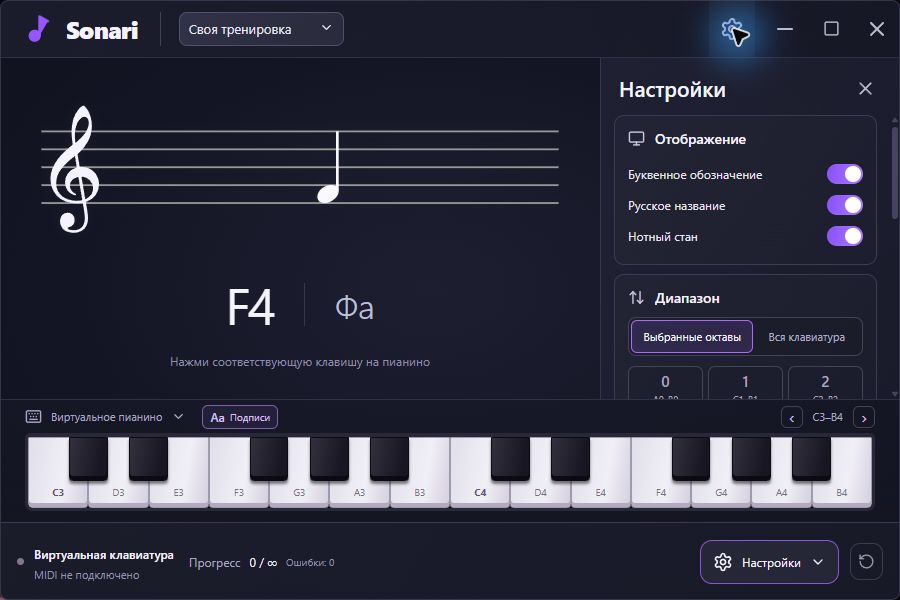 Sonari
Своя тренировка
Настройки
Отображение
Буквенное обозначение
Русское название
Нотный стан
Диапазон
Выбранные октавы
Вся клавиатура
0
1
2
F4
Фа
Нажми соответствующую клавишу на пианино
Виртуальное пианино
Aa Подписи
C3–B4
C3 D3 E3 F3 G3 A3 B3 C4 D4 E4 F4 G4 A4 B4
Виртуальная клавиатура
MIDI не подключено
Прогресс 0 / ∞ Ошибки: 0
Настройки